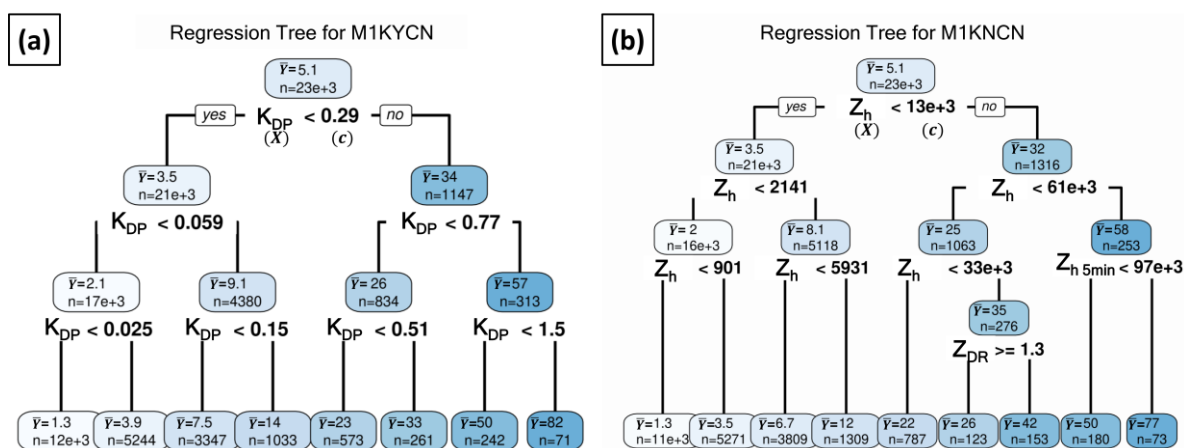 (a)
Regression Tree for M1KYCN
Ȳ=5.1
n=23e+3
yes K_DP < 0.29 no
(X) (c)
Ȳ= 3.5
n=21e+3
Ȳ= 34
n=1147
K_DP < 0.059
K_DP < 0.77
Ȳ= 2.1
n=17e+3
Ȳ= 9.1
n=4380
Ȳ= 26
n=834
Ȳ= 57
n=313
K_DP < 0.025
K_DP < 0.15
K_DP < 0.51
K_DP < 1.5
Ȳ= 1.3
n=12e+3
Ȳ=3.9
n=5244
Ȳ= 7.5
n=3347
Ȳ= 14
n=1033
Ȳ=23
n=573
Ȳ= 33
n=261
Ȳ= 50
n=242
Ȳ=82
n=71
(b)
Regression Tree for M1KNCN
Ȳ= 5.1
n=23e+3
yes Z_h < 13e+3 no
(X) (c)
Ȳ= 3.5
n=21e+3
Ȳ= 32
n=1316
Z_h < 2141
Z_h < 61e+3
Ȳ= 2
n=16e+3
Ȳ= 8.1
n=5118
Ȳ= 25
n=1063
Ȳ= 58
n=253
Z_h < 901
Z_h < 5931
Z_h < 33e+3
Z_h 5min < 97e+3
Ȳ= 35
n=276
Z_DR >= 1.3
Ȳ= 1.3
n=11e+3
Ȳ= 3.5
n=5271
Ȳ= 6.7
n=3809
Ȳ= 12
n=1309
Ȳ= 22
n=787
Ȳ= 26
n=123
Ȳ= 42
n=153
Ȳ= 50
n=180
Ȳ= 77
n=73